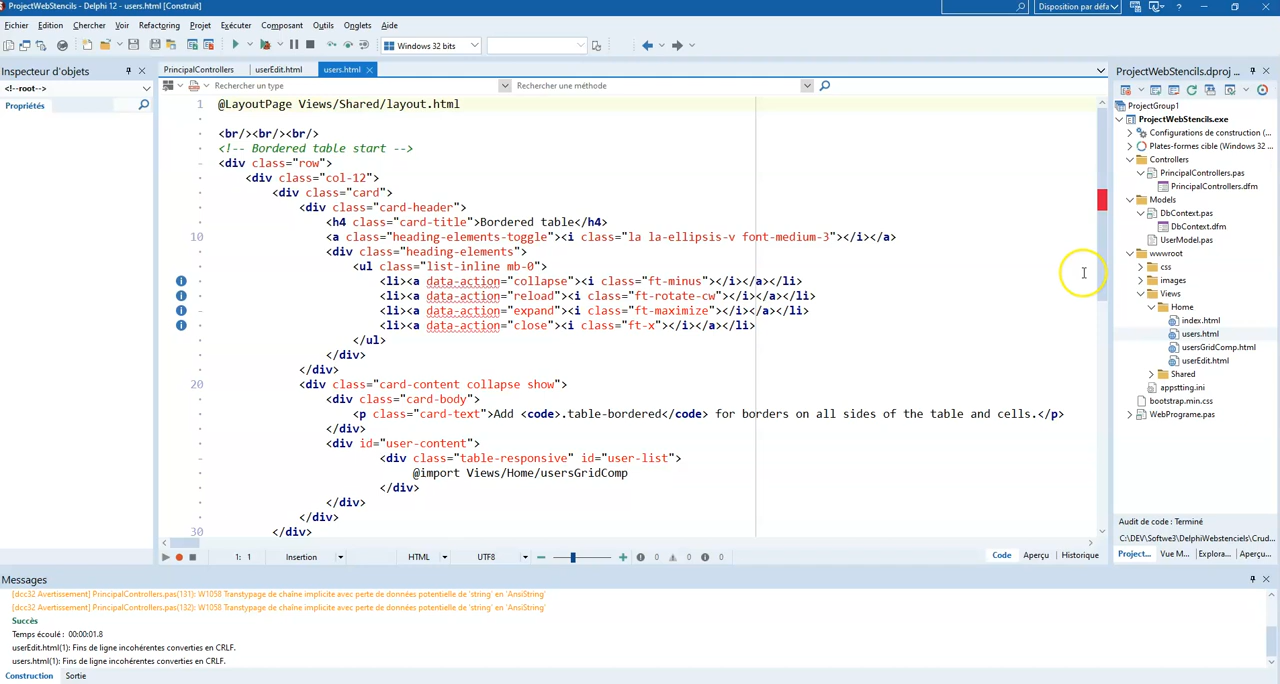 ProjectWebStencils - Delphi 12 - users.html [Construit]
Disposition par défa
Fichier Edition Chercher Voir Refactoring Projet Exécuter Composant Outils Onglets Aide
Windows 32 bits
Inspecteur d'objets
<!--root-->
Propriétés
PrincipalControllers userEdit.html users.html
Rechercher un type Rechercher une méthode
1 @LayoutPage Views/Shared/layout.html
<br/><br/><br/>
<!-- Bordered table start -->
<div class="row">
<div class="col-12">
<div class="card">
<div class="card-header">
<h4 class="card-title">Bordered table</h4>
10 <a class="heading-elements-toggle"><i class="la la-ellipsis-v font-medium-3"></i></a>
<div class="heading-elements">
<ul class="list-inline mb-0">
<li><a data-action="collapse"><i class="ft-minus"></i></a></li>
<li><a data-action="reload"><i class="ft-rotate-cw"></i></a></li>
<li><a data-action="expand"><i class="ft-maximize"></i></a></li>
<li><a data-action="close"><i class="ft-x"></i></a></li>
</ul>
</div>
</div>
20 <div class="card-content collapse show">
<div class="card-body">
<p class="card-text">Add <code>.table-bordered</code> for borders on all sides of the table and cells.</p>
</div>
<div id="user-content">
<div class="table-responsive" id="user-list">
@import Views/Home/usersGridComp
</div>
</div>
</div>
30 </div>
1: 1 Insertion HTML UTF8 0 0 0 Code Aperçu Historique
ProjectWebStencils.dproj ...
ProjectGroup1
ProjectWebStencils.exe
Configurations de construction (...
Plates-formes cible (Windows 32 ...
Controllers
PrincipalControllers.pas
PrincipalControllers.dfm
Models
DbContext.pas
DbContext.dfm
UserModel.pas
wwwroot
css
images
Views
Home
index.html
users.html
usersGridComp.html
userEdit.html
Shared
appstting.ini
bootstrap.min.css
WebPrograme.pas
Audit de code : Terminé
C:\DEV\Softwe3\DelphiWebstenciels\Crud...
Project... Vue M... Explora... Aperçu...
Messages
[dcc32 Avertissement] PrincipalControllers.pas(131): W1058 Transtypage de chaîne implicite avec perte de données potentielle de 'string' en 'AnsiString'
[dcc32 Avertissement] PrincipalControllers.pas(132): W1058 Transtypage de chaîne implicite avec perte de données potentielle de 'string' en 'AnsiString'
Succès
Temps écoulé : 00:00:01.8
userEdit.html(1): Fins de ligne incohérentes converties en CRLF.
users.html(1): Fins de ligne incohérentes converties en CRLF.
Construction Sortie